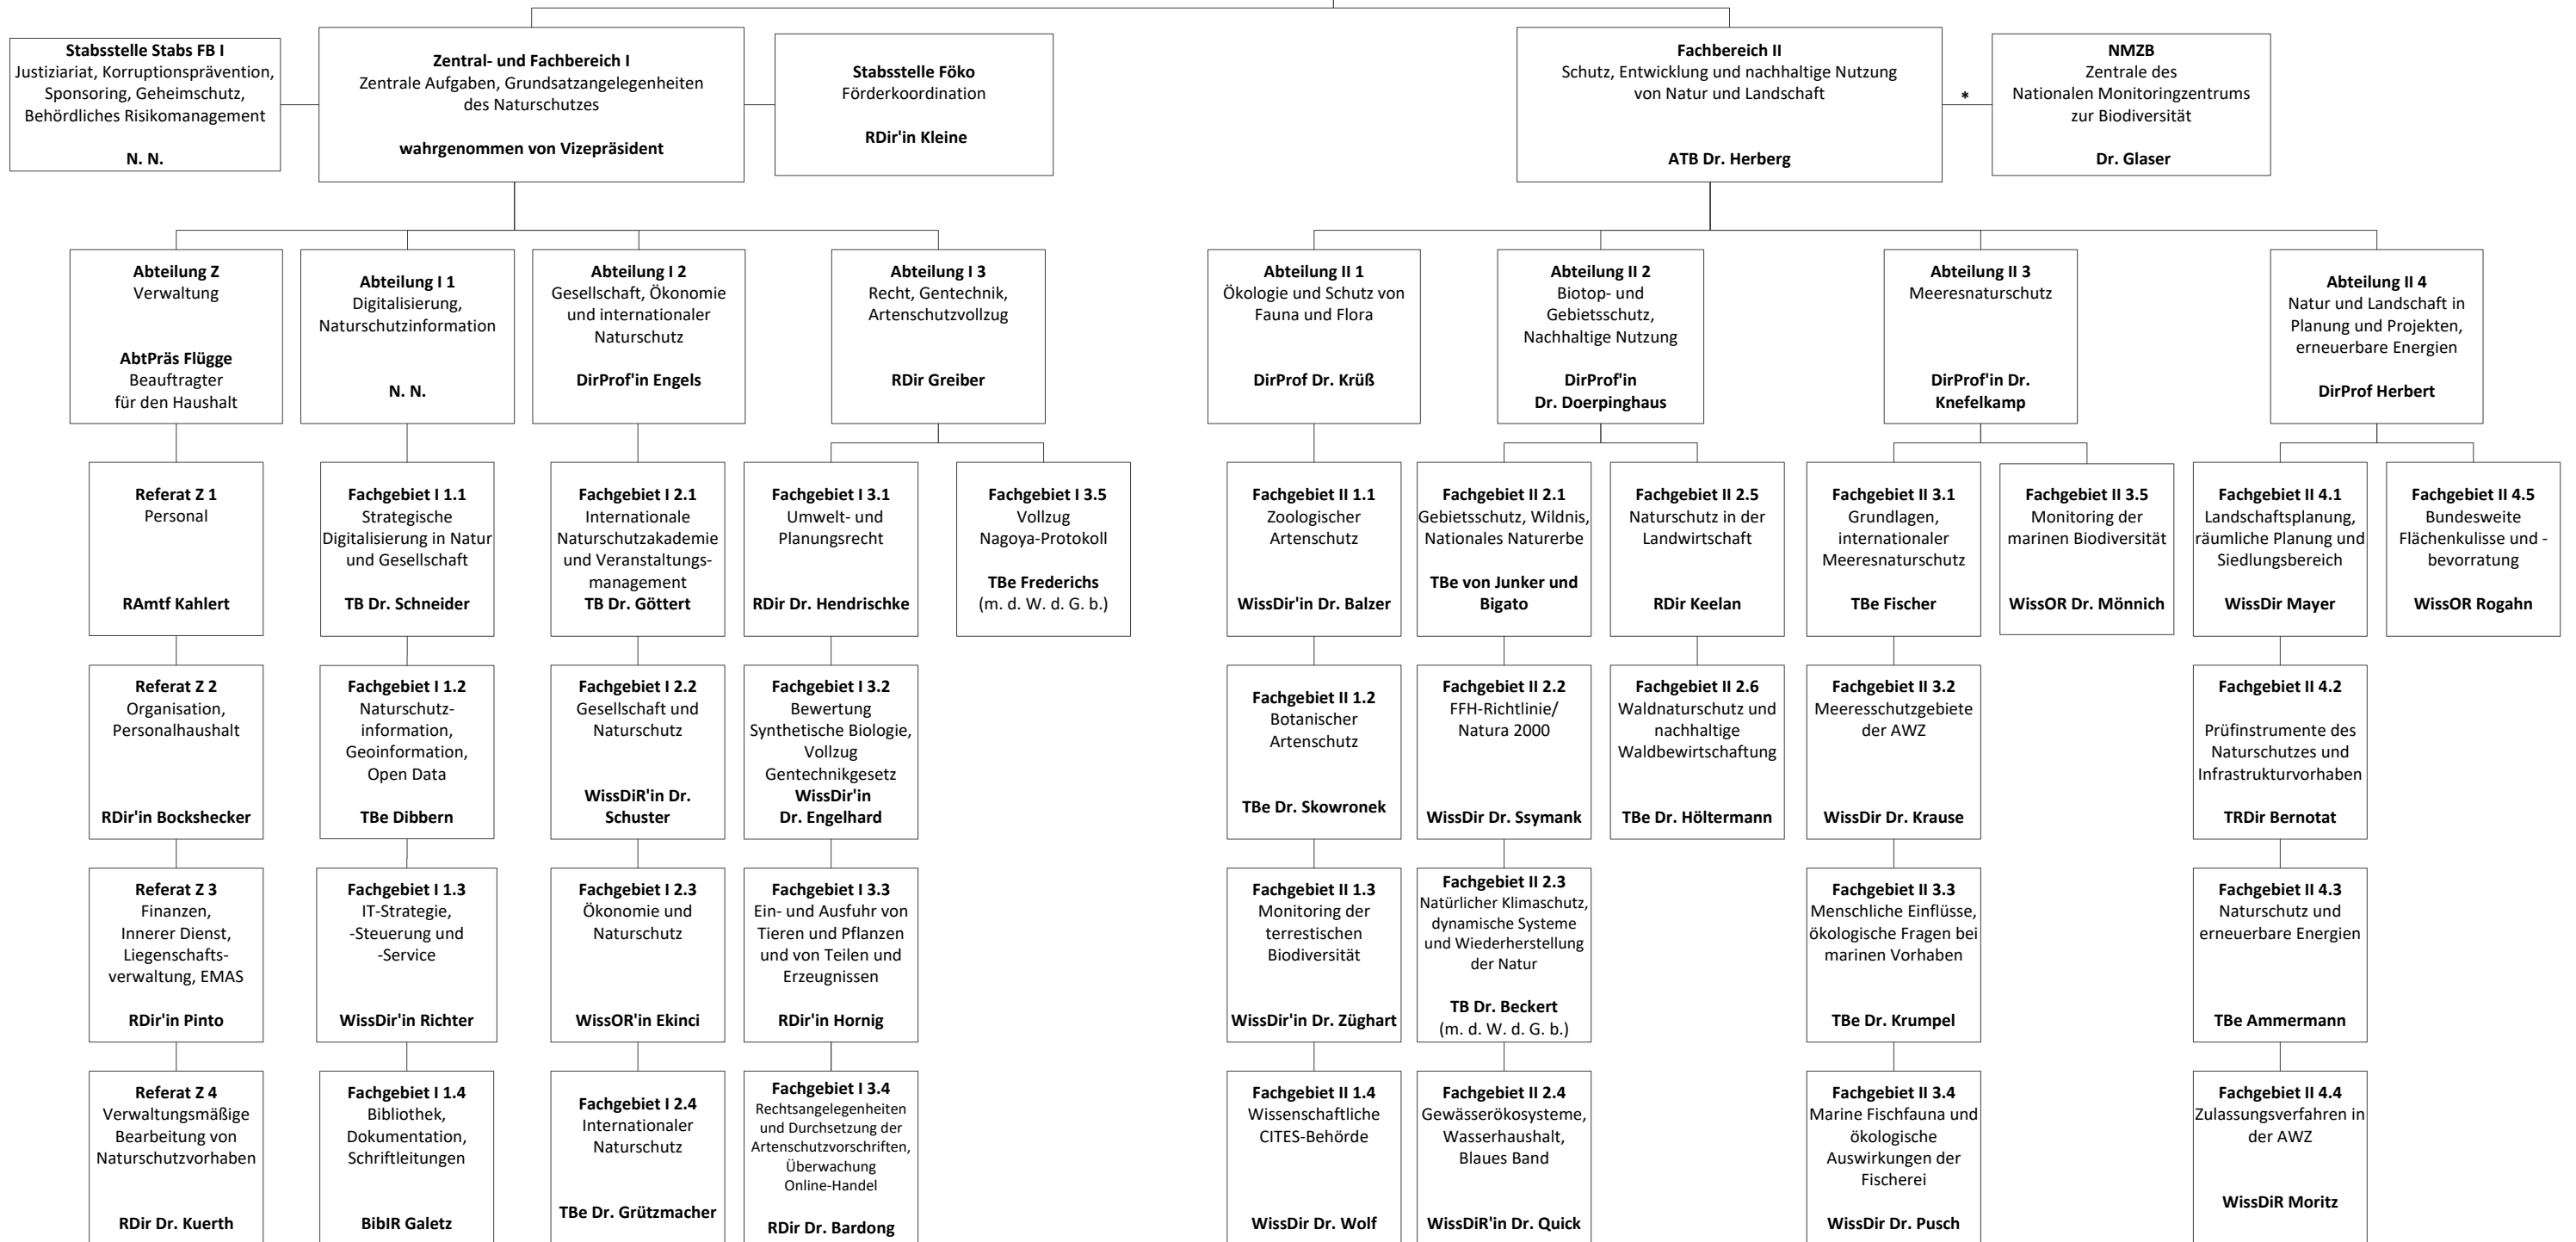 Stabsstelle Stabs FB I
Justiziariat, Korruptionsprävention,
Sponsoring, Geheimschutz,
Behördliches Risikomanagement
N. N.
Zentral- und Fachbereich I
Zentrale Aufgaben, Grundsatzangelegenheiten
des Naturschutzes
wahrgenommen von Vizepräsident
Stabsstelle Föko
Förderkoordination
RDir'in Kleine
Fachbereich II
Schutz, Entwicklung und nachhaltige Nutzung
von Natur und Landschaft
ATB Dr. Herberg
*
NMZB
Zentrale des
Nationalen Monitoringzentrums
zur Biodiversität
Dr. Glaser
Abteilung Z
Verwaltung
AbtPräs Flügge
Beauftragter
für den Haushalt
Abteilung I 1
Digitalisierung,
Naturschutzinformation
N. N.
Abteilung I 2
Gesellschaft, Ökonomie
und internationaler
Naturschutz
DirProf'in Engels
Abteilung I 3
Recht, Gentechnik,
Artenschutzvollzug
RDir Greiber
Abteilung II 1
Ökologie und Schutz von
Fauna und Flora
DirProf Dr. Krüß
Abteilung II 2
Biotop- und
Gebietsschutz,
Nachhaltige Nutzung
DirProf'in
Dr. Doerpinghaus
Abteilung II 3
Meeresnaturschutz
DirProf'in Dr.
Knefelkamp
Abteilung II 4
Natur und Landschaft in
Planung und Projekten,
erneuerbare Energien
DirProf Herbert
Referat Z 1
Personal
RAmtf Kahlert
Fachgebiet I 1.1
Strategische
Digitalisierung in Natur
und Gesellschaft
TB Dr. Schneider
Fachgebiet I 2.1
Internationale
Naturschutzakademie
und Veranstaltungs-
management
TB Dr. Göttert
Fachgebiet I 3.1
Umwelt- und
Planungsrecht
RDir Dr. Hendrischke
Fachgebiet I 3.5
Vollzug
Nagoya-Protokoll
TBe Frederichs
(m. d. W. d. G. b.)
Fachgebiet II 1.1
Zoologischer
Artenschutz
WissDir'in Dr. Balzer
Fachgebiet II 2.1
Gebietsschutz, Wildnis,
Nationales Naturerbe
TBe von Junker und
Bigato
Fachgebiet II 2.5
Naturschutz in der
Landwirtschaft
RDir Keelan
Fachgebiet II 3.1
Grundlagen,
internationaler
Meeresnaturschutz
TBe Fischer
Fachgebiet II 3.5
Monitoring der
marinen Biodiversität
WissOR Dr. Mönnich
Fachgebiet II 4.1
Landschaftsplanung,
räumliche Planung und
Siedlungsbereich
WissDir Mayer
Fachgebiet II 4.5
Bundesweite
Flächenkulisse und -
bevorratung
WissOR Rogahn
Referat Z 2
Organisation,
Personalhaushalt
RDir'in Bockshecker
Fachgebiet I 1.2
Naturschutz-
information,
Geoinformation,
Open Data
TBe Dibbern
Fachgebiet I 2.2
Gesellschaft und
Naturschutz
WissDiR'in Dr.
Schuster
Fachgebiet I 3.2
Bewertung
Synthetische Biologie,
Vollzug
Gentechnikgesetz
WissDir'in
Dr. Engelhard
Fachgebiet II 1.2
Botanischer
Artenschutz
TBe Dr. Skowronek
Fachgebiet II 2.2
FFH-Richtlinie/
Natura 2000
WissDir Dr. Ssymank
Fachgebiet II 2.6
Waldnaturschutz und
nachhaltige
Waldbewirtschaftung
TBe Dr. Höltermann
Fachgebiet II 3.2
Meeresschutzgebiete
der AWZ
WissDir Dr. Krause
Fachgebiet II 4.2
Prüfinstrumente des
Naturschutzes und
Infrastrukturvorhaben
TRDir Bernotat
Referat Z 3
Finanzen,
Innerer Dienst,
Liegenschafts-
verwaltung, EMAS
RDir'in Pinto
Fachgebiet I 1.3
IT-Strategie,
-Steuerung und
-Service
WissDir'in Richter
Fachgebiet I 2.3
Ökonomie und
Naturschutz
WissOR'in Ekinci
Fachgebiet I 3.3
Ein- und Ausfuhr von
Tieren und Pflanzen
und von Teilen und
Erzeugnissen
RDir'in Hornig
Fachgebiet II 1.3
Monitoring der
terrestischen
Biodiversität
WissDir'in Dr. Züghart
Fachgebiet II 2.3
Natürlicher Klimaschutz,
dynamische Systeme
und Wiederherstellung
der Natur
TB Dr. Beckert
(m. d. W. d. G. b.)
Fachgebiet II 3.3
Menschliche Einflüsse,
ökologische Fragen bei
marinen Vorhaben
TBe Dr. Krumpel
Fachgebiet II 4.3
Naturschutz und
erneuerbare Energien
TBe Ammermann
Referat Z 4
Verwaltungsmäßige
Bearbeitung von
Naturschutzvorhaben
RDir Dr. Kuerth
Fachgebiet I 1.4
Bibliothek,
Dokumentation,
Schriftleitungen
BiblR Galetz
Fachgebiet I 2.4
Internationaler
Naturschutz
TBe Dr. Grützmacher
Fachgebiet I 3.4
Rechtsangelegenheiten
und Durchsetzung der
Artenschutzvorschriften,
Überwachung
Online-Handel
RDir Dr. Bardong
Fachgebiet II 1.4
Wissenschaftliche
CITES-Behörde
WissDir Dr. Wolf
Fachgebiet II 2.4
Gewässerökosysteme,
Wasserhaushalt,
Blaues Band
WissDiR'in Dr. Quick
Fachgebiet II 3.4
Marine Fischfauna und
ökologische
Auswirkungen der
Fischerei
WissDir Dr. Pusch
Fachgebiet II 4.4
Zulassungsverfahren in
der AWZ
WissDiR Moritz